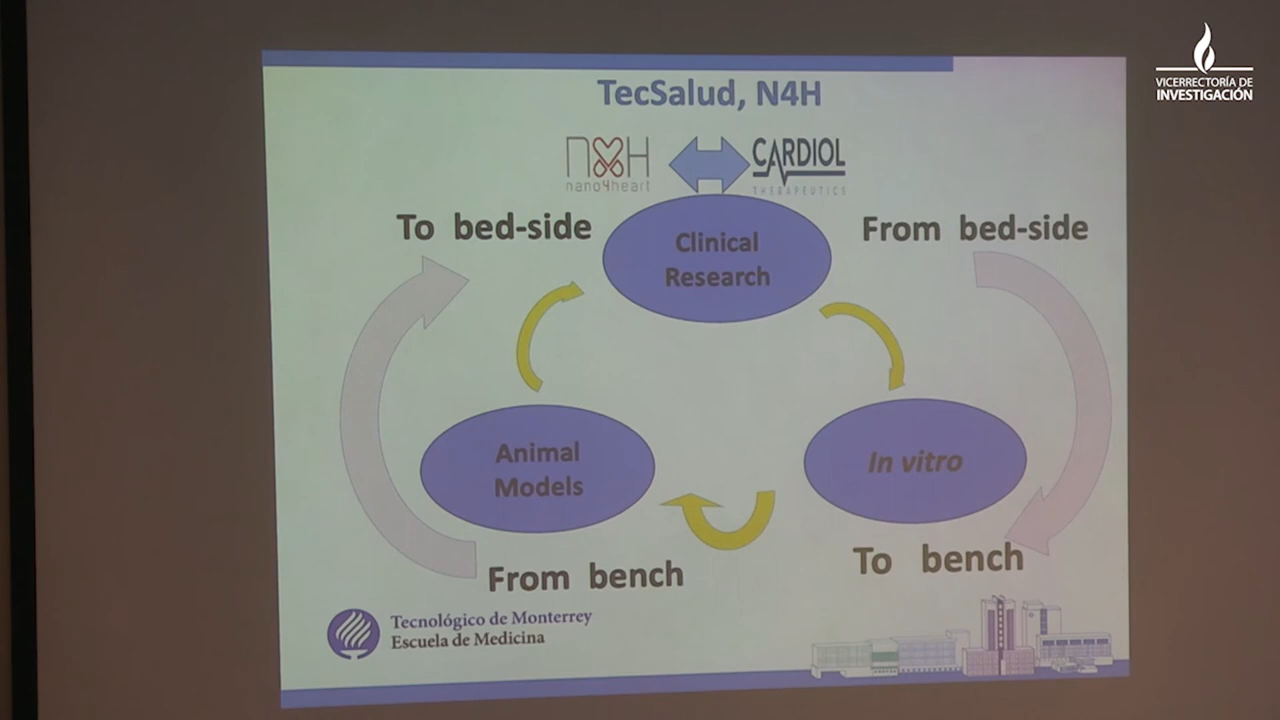 VICERRECTORÍA DE
INVESTIGACIÓN
TecSalud, N4H
N4H
nano4heart
CARDIOL
THERAPEUTICS
To bed-side
From bed-side
Clinical
Research
Animal
Models
In vitro
From bench
To bench
Tecnológico de Monterrey
Escuela de Medicina